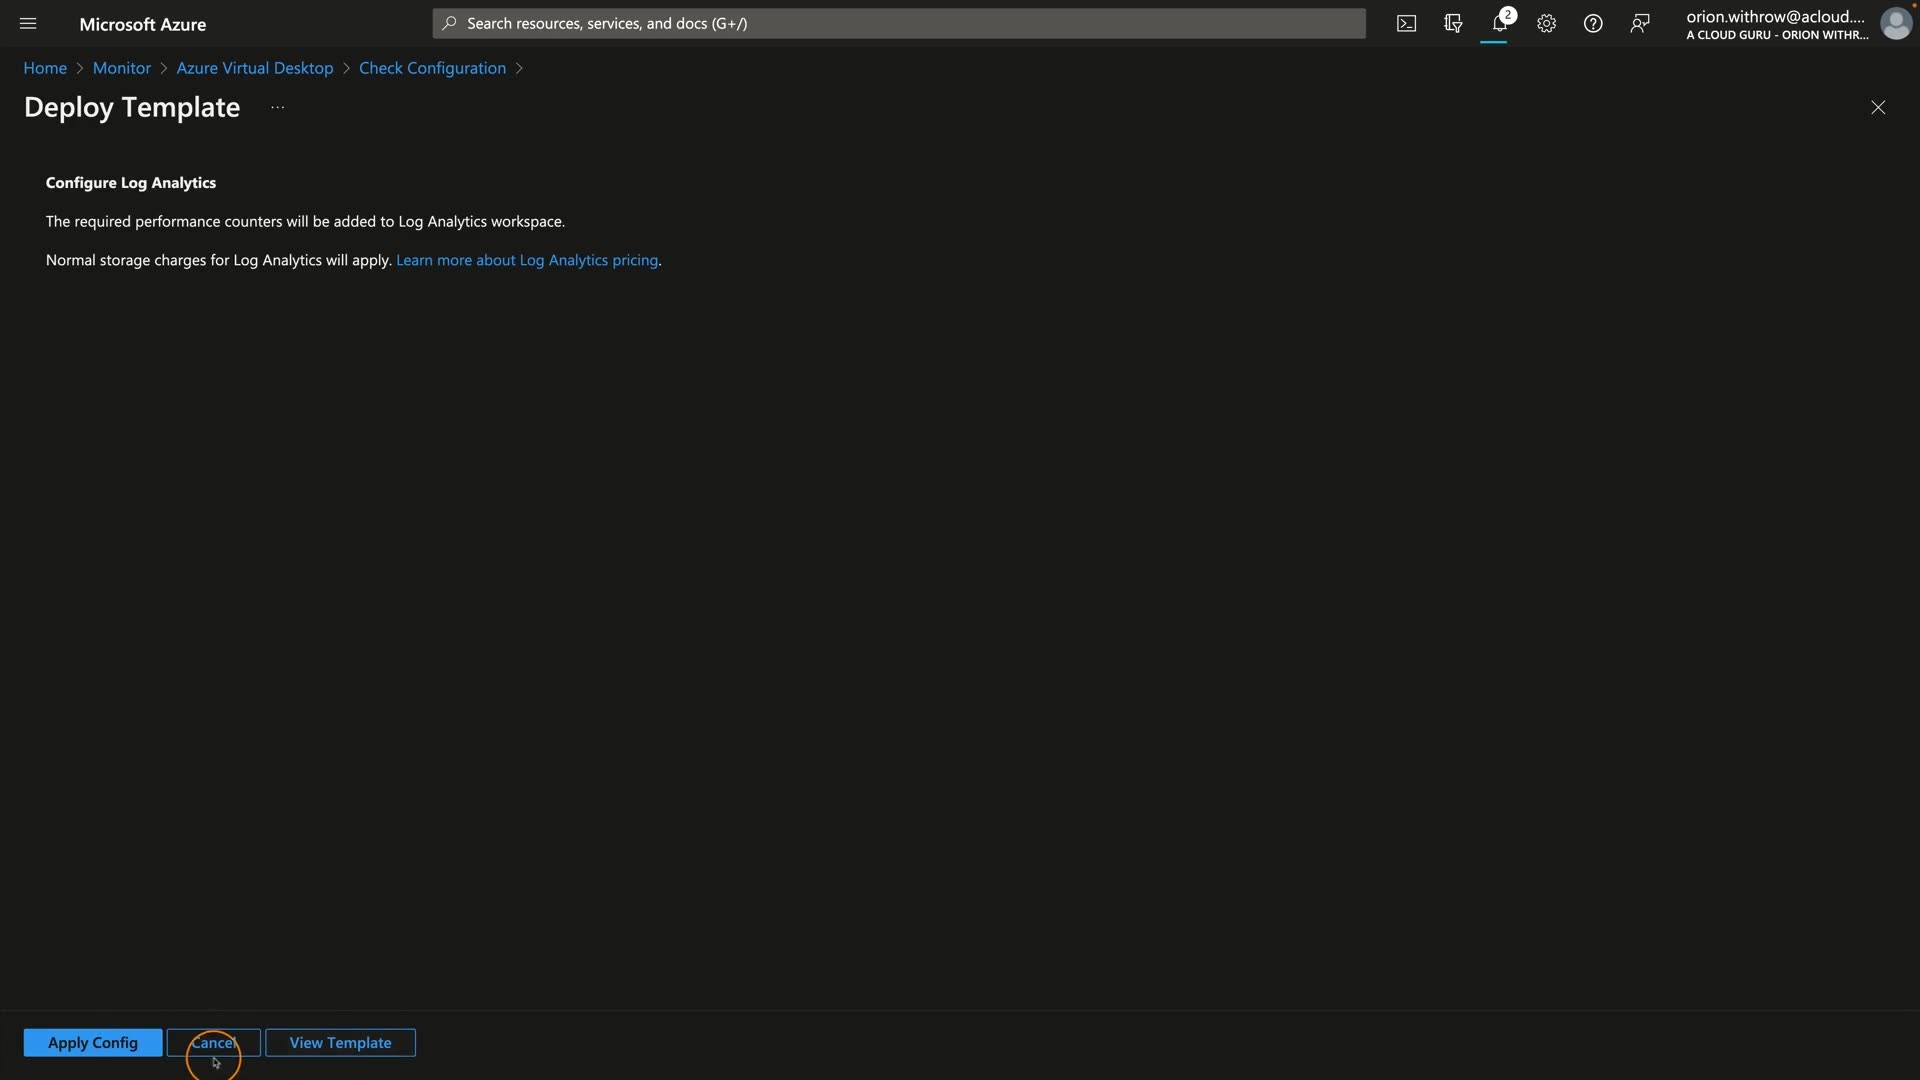 Microsoft Azure
Search resources, services, and docs (G+/)
2
orion.withrow@acloud....
A CLOUD GURU - ORION WITHR...
Home > Monitor > Azure Virtual Desktop > Check Configuration >
Deploy Template ...
Configure Log Analytics
The required performance counters will be added to Log Analytics workspace.
Normal storage charges for Log Analytics will apply. Learn more about Log Analytics pricing.
Apply Config
Cancel
View Template